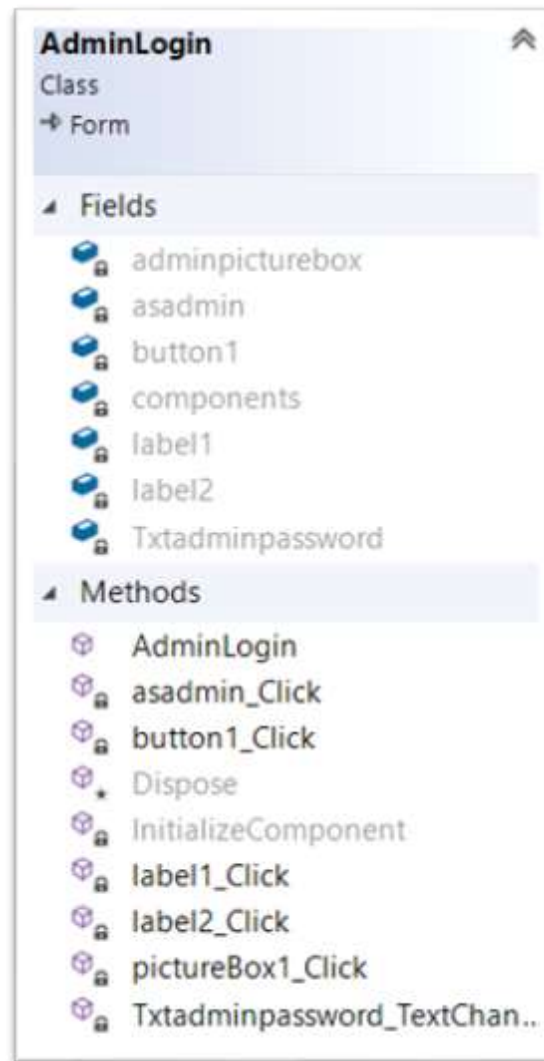 AdminLogin
Class
Form
Fields
adminpicturebox
asadmin
button1
components
label1
label2
Txtadminpassword
Methods
AdminLogin
asadmin_Click
button1_Click
Dispose
InitializeComponent
label1_Click
label2_Click
pictureBox1_Click
Txtadminpassword_TextChan...